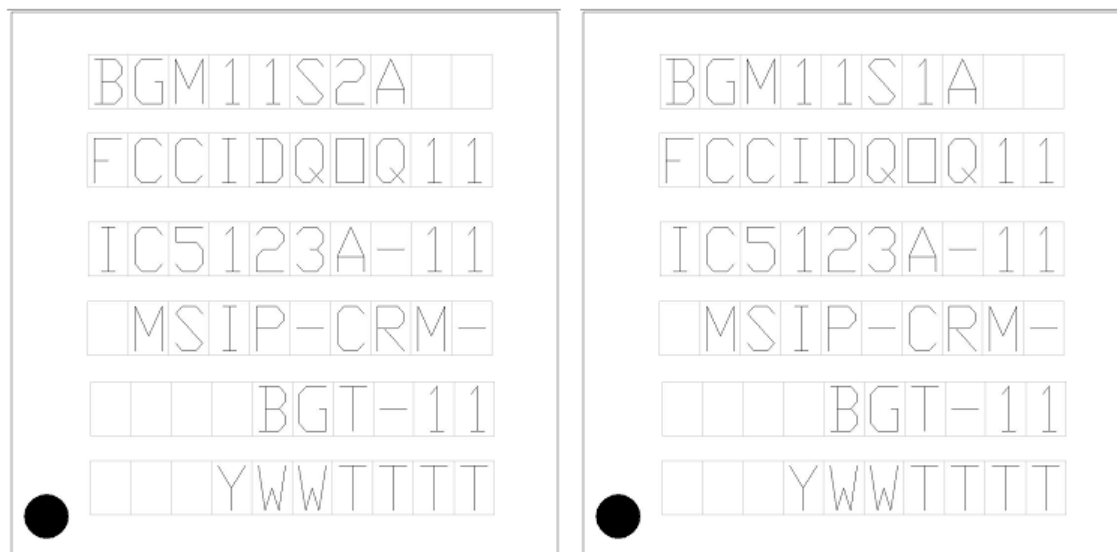 BGM11S2A
FCCIDQOQ11
IC5123A-11
MSIP-CRM-
BGT-11
YWWTTTT
BGM11S1A
FCCIDQOQ11
IC5123A-11
MSIP-CRM-
BGT-11
YWWTTTT